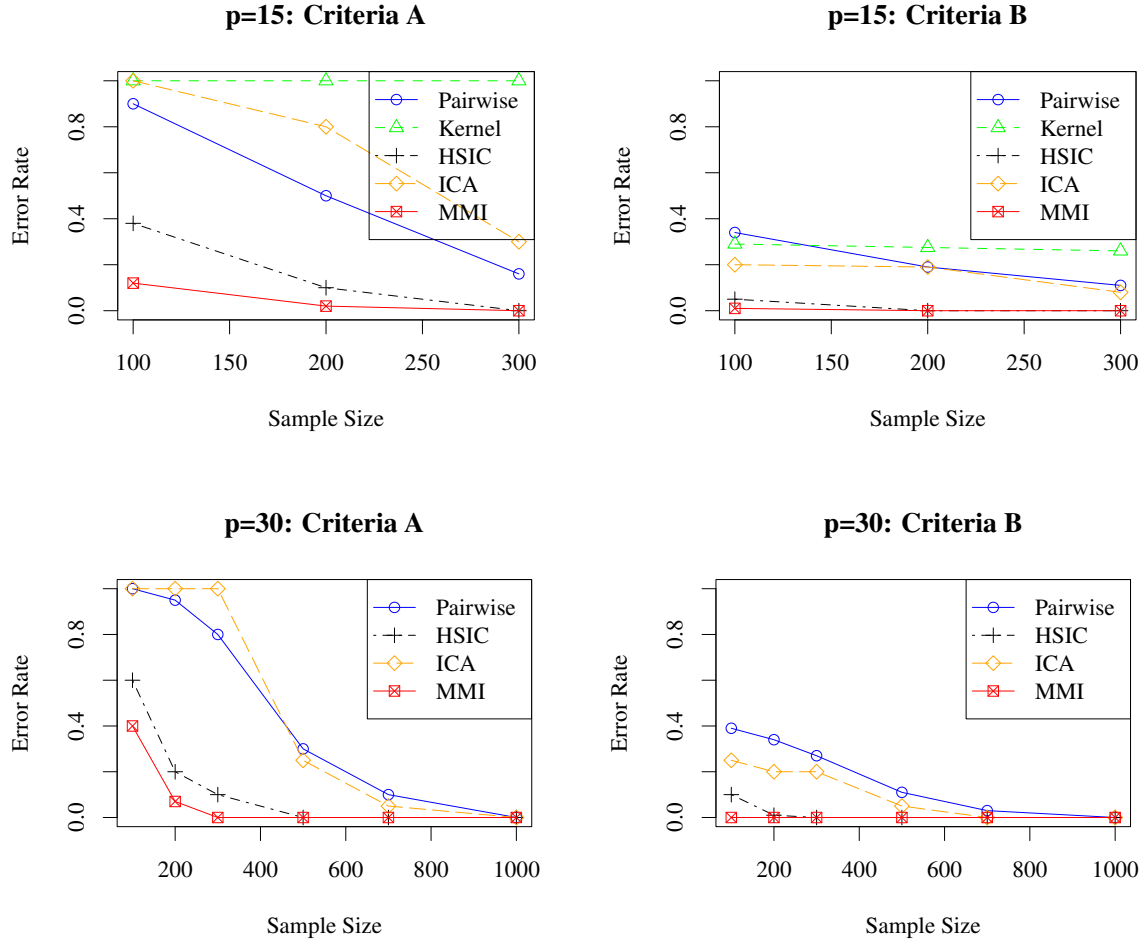 p=15: Criteria A
Error Rate
0.0
0.4
0.8
Pairwise
Kernel
HSIC
ICA
MMI
100
150
200
250
300
Sample Size
p=15: Criteria B
Error Rate
0.0
0.4
0.8
Pairwise
Kernel
HSIC
ICA
MMI
100
150
200
250
300
Sample Size
p=30: Criteria A
Error Rate
0.0
0.4
0.8
Pairwise
HSIC
ICA
MMI
200
400
600
800
1000
Sample Size
p=30: Criteria B
Error Rate
0.0
0.4
0.8
Pairwise
HSIC
ICA
MMI
200
400
600
800
1000
Sample Size